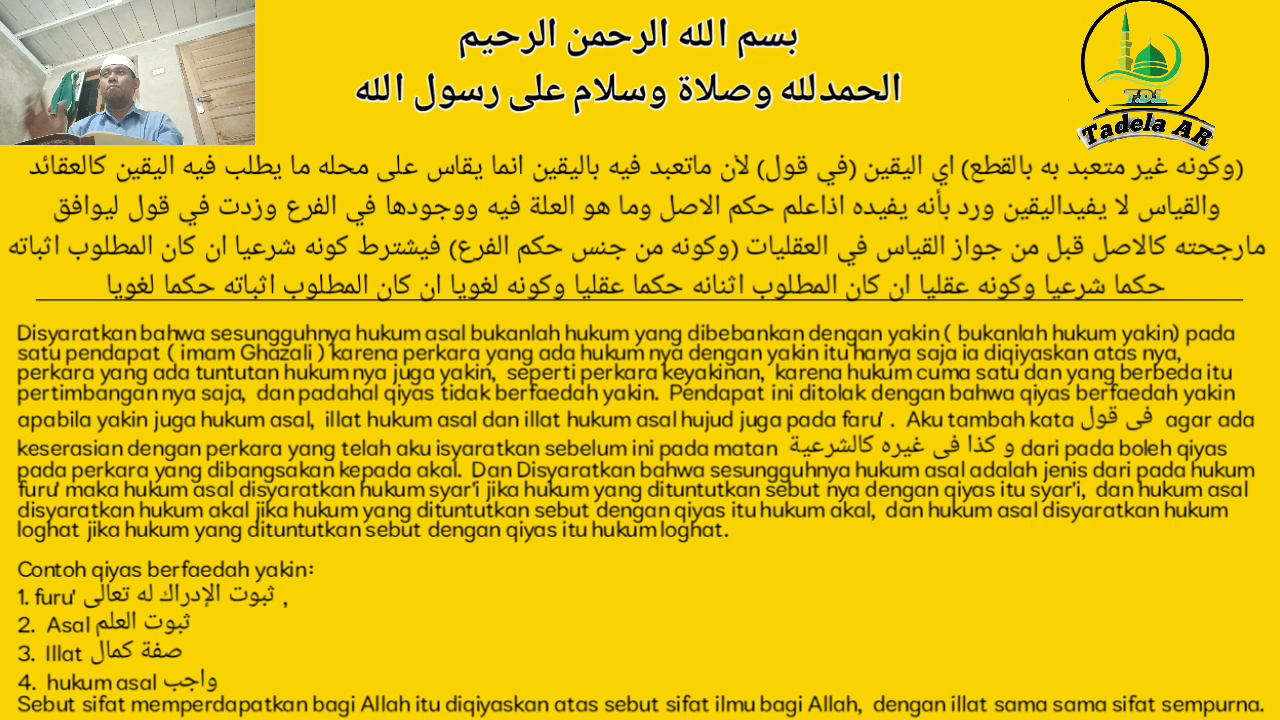 بسم الله الرحمن الرحيم
الحمدلله وصلاة وسلام على رسول الله
T.D.L
Tadela AR
(وكونه غير متعبد به بالقطع) اي اليقين (في قول) لأن ماتعبد فيه باليقين انما يقاس على محله ما يطلب فيه اليقين كالعقائد
والقياس لا يفيداليقين ورد بأنه يفيده اذاعلم حكم الاصل وما هو العلة فيه ووجودها في الفرع وزدت في قول ليوافق
مارجحته كالاصل قبل من جواز القياس في العقليات (وكونه من جنس حكم الفرع) فيشترط كونه شرعيا ان كان المطلوب اثباته
حكما شرعيا وكونه عقليا ان كان المطلوب اثنانه حكما عقليا وكونه لغويا ان كان المطلوب اثباته حكما لغويا
Disyaratkan bahwa sesungguhnya hukum asal bukanlah hukum yang dibebankan dengan yakin ( bukanlah hukum yakin) pada
satu pendapat ( imam Ghazali ) karena perkara yang ada hukum nya dengan yakin itu hanya saja ia diqiyaskan atas nya,
perkara yang ada tuntutan hukum nya juga yakin, seperti perkara keyakinan, karena hukum cuma satu dan yang berbeda itu
pertimbangan nya saja, dan padahal qiyas tidak berfaedah yakin. Pendapat ini ditolak dengan bahwa qiyas berfaedah yakin
apabila yakin juga hukum asal, illat hukum asal dan illat hukum asal hujud juga pada faru' . Aku tambah kata فى قول agar ada
keserasian dengan perkara yang telah aku isyaratkan sebelum ini pada matan و كذا فى غيره كالشرعية dari pada boleh qiyas
pada perkara yang dibangsakan kepada akal. Dan Disyaratkan bahwa sesungguhnya hukum asal adalah jenis dari pada hukum
furu' maka hukum asal disyaratkan hukum syar'i jika hukum yang dituntutkan sebut nya dengan qiyas itu syar'i, dan hukum asal
disyaratkan hukum akal jika hukum yang dituntutkan sebut dengan qiyas itu hukum akal, dan hukum asal disyaratkan hukum
loghat jika hukum yang dituntutkan sebut dengan qiyas itu hukum loghat.
Contoh qiyas berfaedah yakin:
1. furu' ثبوت الإدراك له تعالى ,
2. Asal ثبوت العلم
3. Illat صفة كمال
4. hukum asal واجب
Sebut sifat memperdapatkan bagi Allah itu diqiyaskan atas sebut sifat ilmu bagi Allah, dengan illat sama sama sifat sempurna.